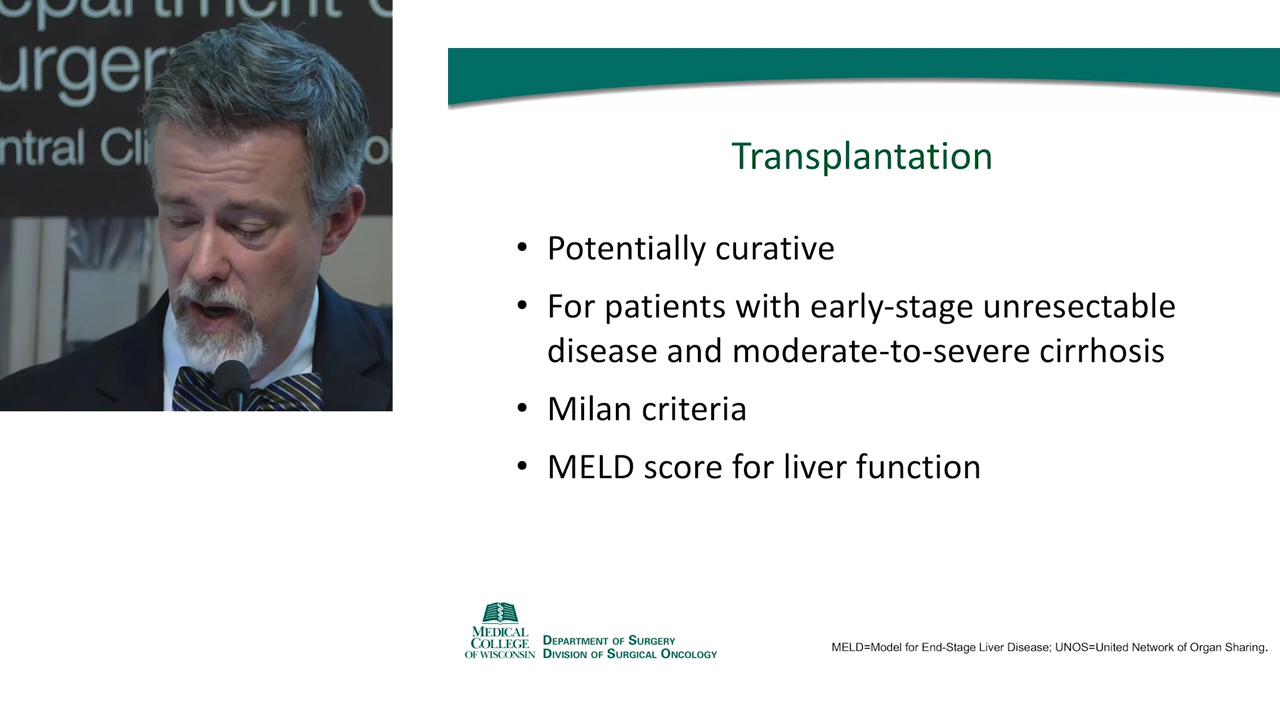 urgery
ntral Cli
Transplantation
• Potentially curative
• For patients with early-stage unresectable
disease and moderate-to-severe cirrhosis
• Milan criteria
• MELD score for liver function
MEDICAL
COLLEGE
OF WISCONSIN
DEPARTMENT OF SURGERY
DIVISION OF SURGICAL ONCOLOGY
MELD=Model for End-Stage Liver Disease; UNOS=United Network of Organ Sharing.